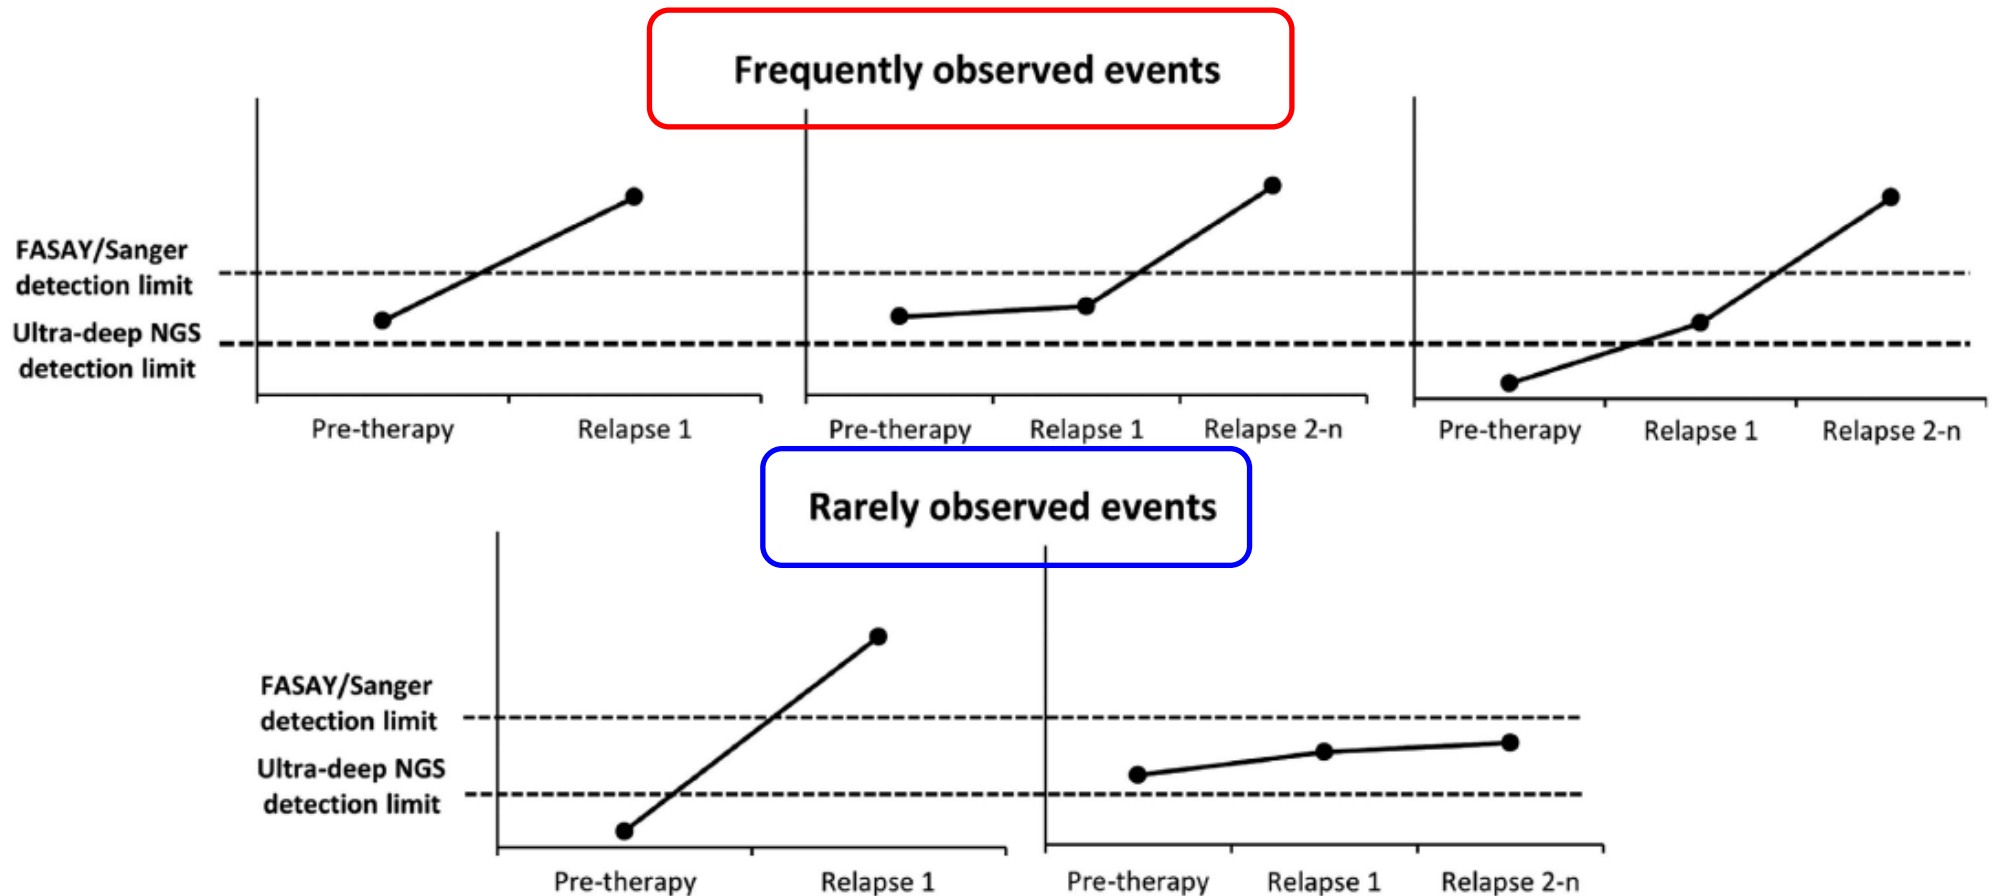 Frequently observed events
FASAY/Sanger
detection limit
Ultra-deep NGS
detection limit
Pre-therapy
Relapse 1
Pre-therapy
Relapse 1
Relapse 2-n
Pre-therapy
Relapse 1
Relapse 2-n
Rarely observed events
FASAY/Sanger
detection limit
Ultra-deep NGS
detection limit
Pre-therapy
Relapse 1
Pre-therapy
Relapse 1
Relapse 2-n